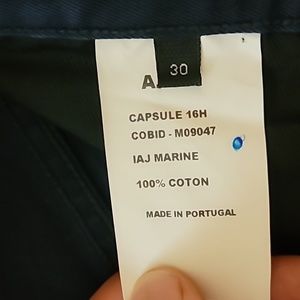 30
A.
CAPSULE 16H
COBID - M09047
IAJ MARINE
100% COTON
MADE IN PORTUGAL